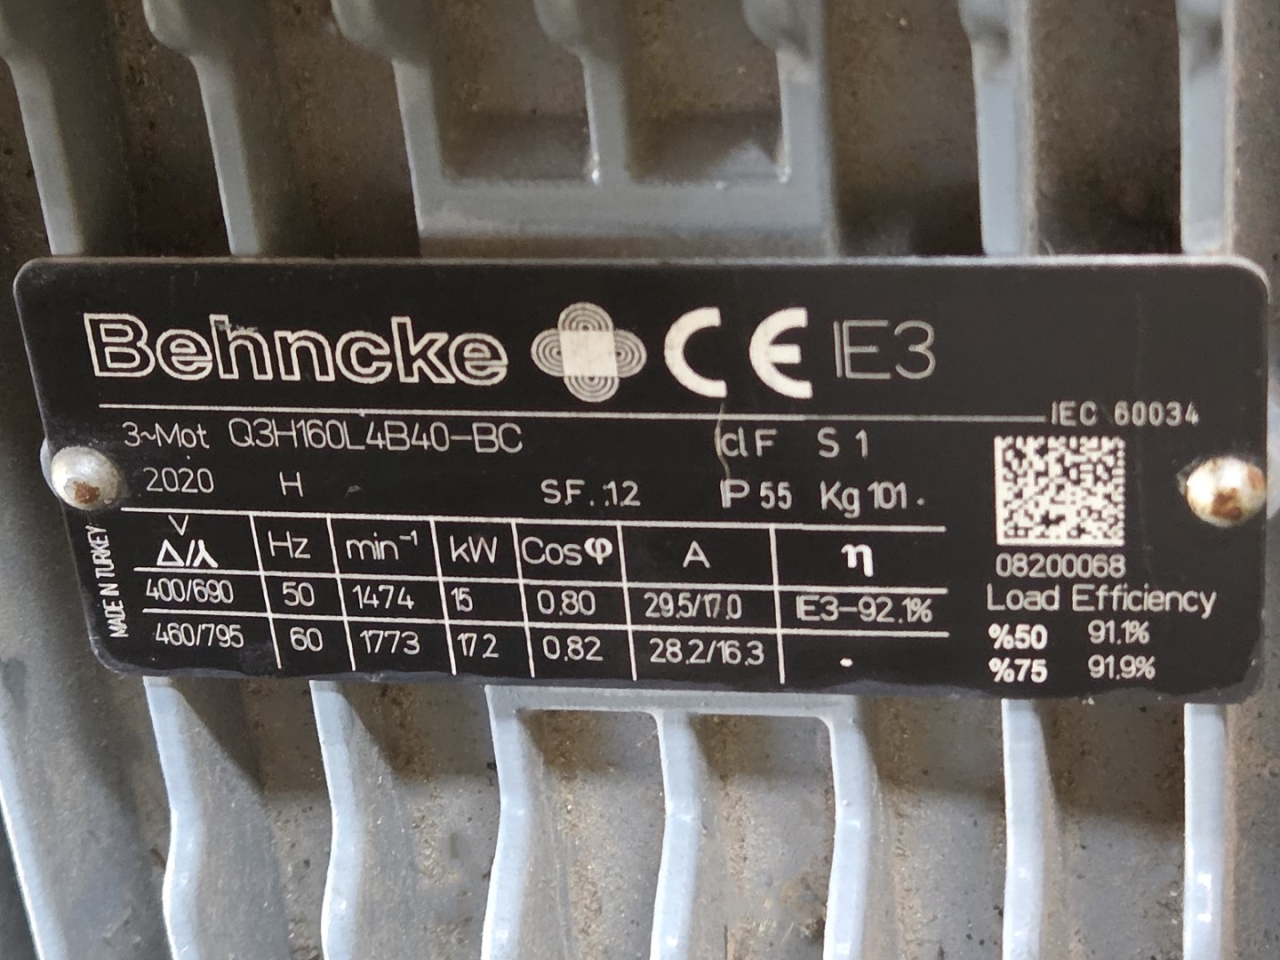 Behncke CE IE3
IEC 60034
3~Mot Q3H160L4B40-BC cl F S 1
2020 H S.F. 1.2 IP 55 Kg 101.
MADE IN TURKEY
V Δ/⅄ Hz min⁻¹ kW Cosφ A η
400/690 50 1474 15 0,80 29.5/17.0 IE3-92.1%
460/795 60 1773 17.2 0,82 28.2/16.3 .
08200068
Load Efficiency
%50 91.1%
%75 91.9%